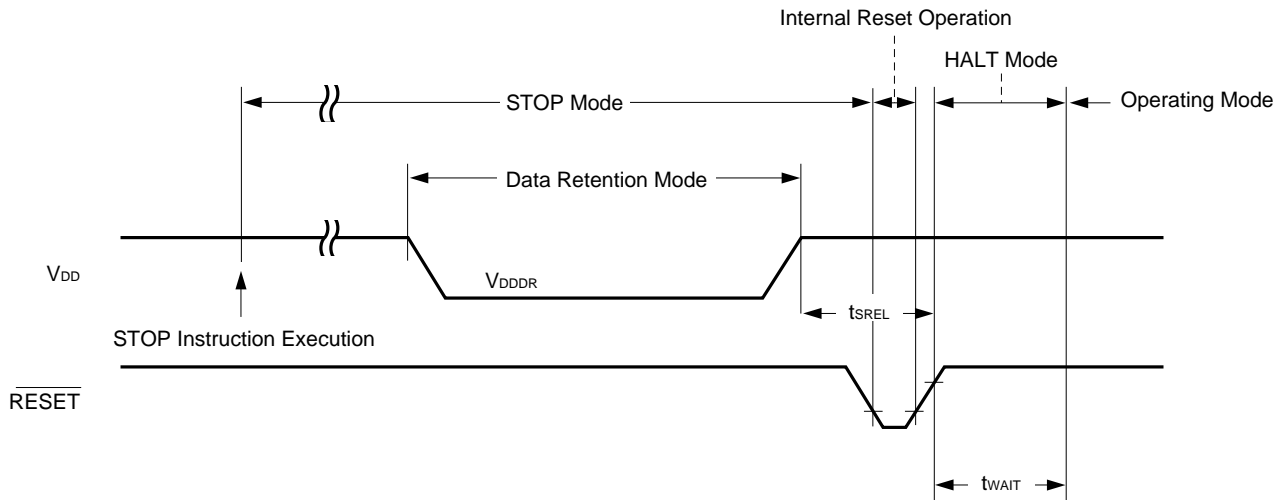 Internal Reset Operation
HALT Mode
STOP Mode
Operating Mode
Data Retention Mode
VDD
VDDDR
tSREL
STOP Instruction Execution
RESET
tWAIT